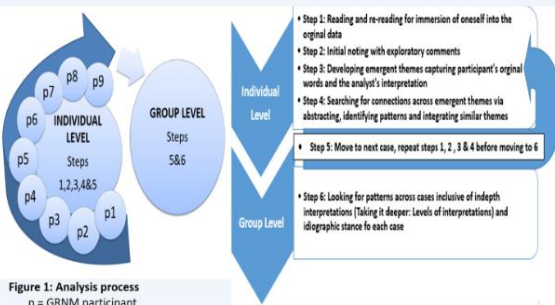 p1
p2
p3
p4
p5
p6
p7
p8
p9
INDIVIDUAL
LEVEL
Steps
1,2,3,4&5
GROUP LEVEL
Steps
5&6
Figure 1: Analysis process
p = GRNM participant
Individual
Level
• Step 1: Reading and re-reading for immersion of oneself into the
orginal data
• Step 2: Initial noting with exploratory comments
• Step 3: Developing emergent themes capturing participant's orginal
words and the analyst's interpretation
• Step 4: Searching for connections across emergent themes via
abstracting, identifying patterns and integrating similar themes
• Step 5: Move to next case, repeat steps 1, 2 , 3 & 4 before moving to 6
Group Level
• Step 6: Looking for patterns across cases inclusive of indepth
interpretations (Taking it deeper: Levels of interpretations) and
idiographic stance fo each case